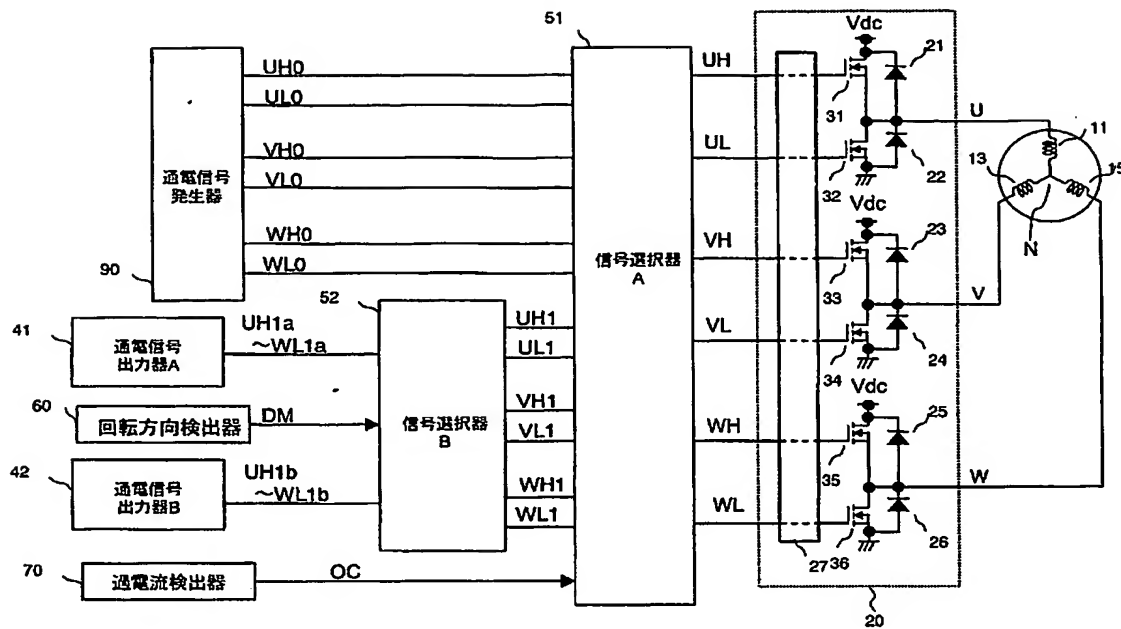 51
Vdc
21
UH0
UH
UL0
31
U
11
VH0
UL
通電信号
発生器
VL0
32
22
13
15
Vdc
23
WH0
VH
N
WL0
信号選択器
A
90
52
33
V
41
UH1a
～WL1a
UH1
通電信号
出力器A
UL1
VL
24
34
60
Vdc
25
回転方向検出器
DM
信号選択器
B
VH1
VL1
WH
42
UH1b
～WL1b
35
W
通電信号
出力器B
WH1
WL1
WL
26
70
過電流検出器
OC
27
36
20